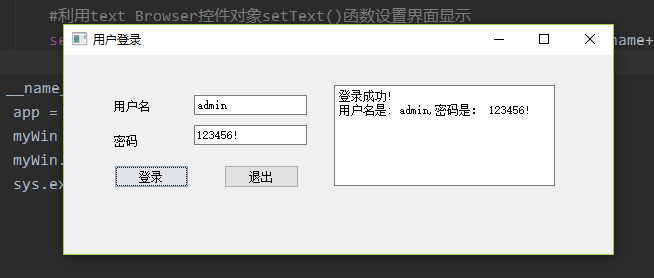 #利用text Browser控件对象setText()函数设置界面显示
se
name+
用户登录
__name_
app =
myWin
myWin.
sys.ex
用户名
admin
密码
123456!
登录
退出
登录成功!
用户名是: admin,密码是: 123456!